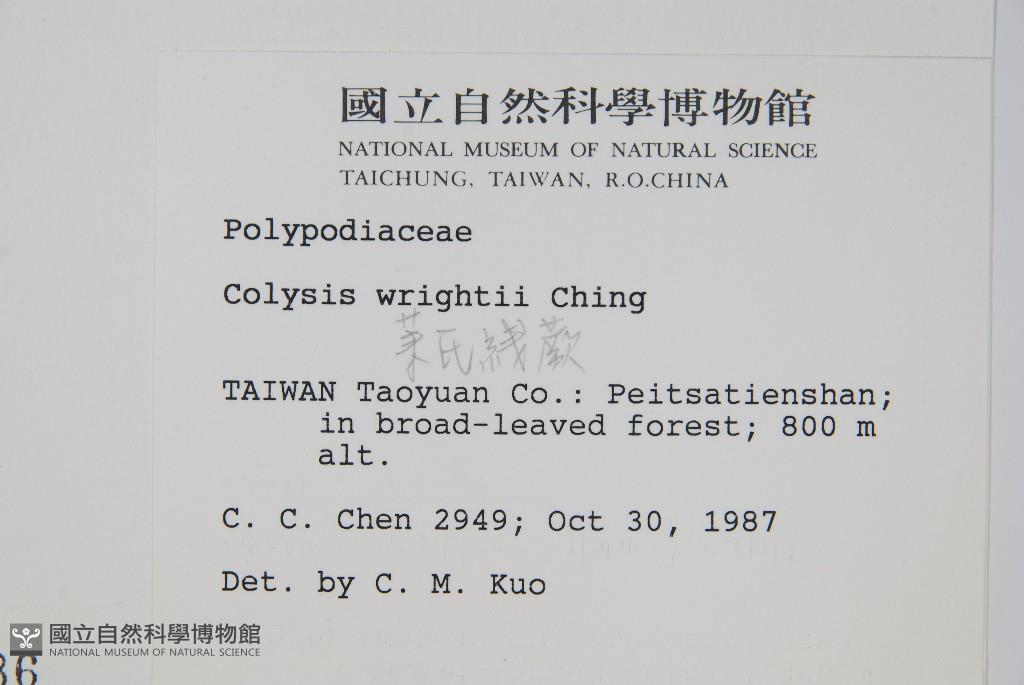 國立自然科學博物館
NATIONAL MUSEUM OF NATURAL SCIENCE
TAICHUNG, TAIWAN, R.O.CHINA
Polypodiaceae
Colysis wrightii Ching
萊氏綫蕨
TAIWAN Taoyuan Co.: Peitsatienshan;
in broad-leaved forest; 800 m
alt.
C. C. Chen 2949; Oct 30, 1987
Det. by C. M. Kuo
國立自然科學博物館
NATIONAL MUSEUM OF NATURAL SCIENCE